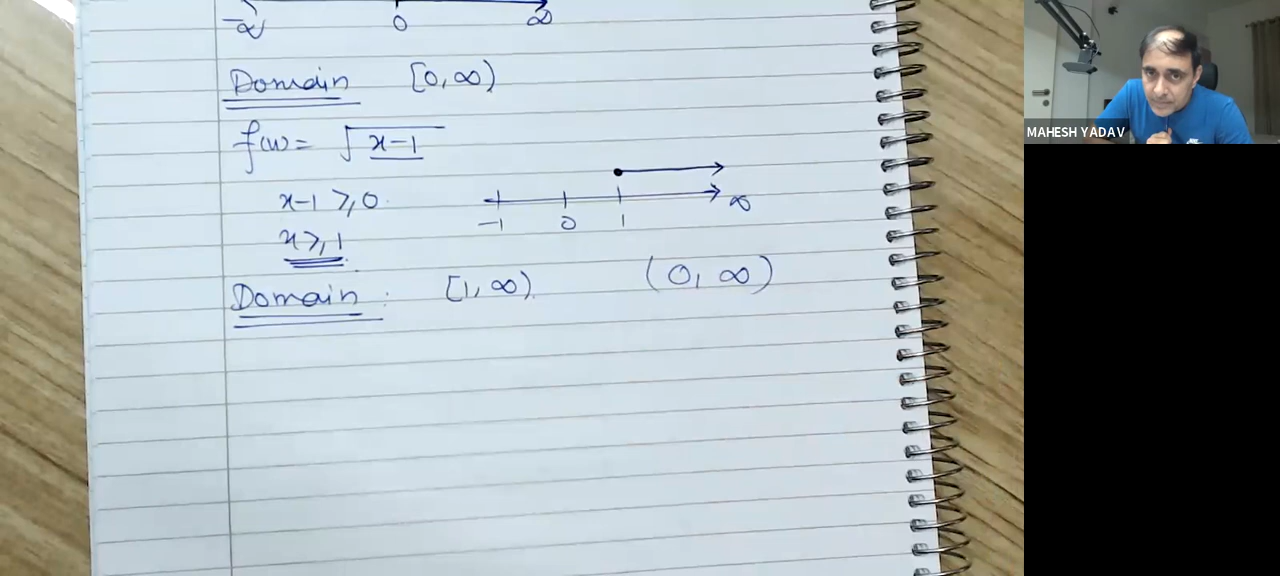 -∞ 0 ∞
Domain [0, ∞)
f(x) = √x-1
x-1 ≥ 0
-1 0 1 ∞
x ≥ 1
Domain : [1, ∞) (0, ∞)
MAHESH YADAV